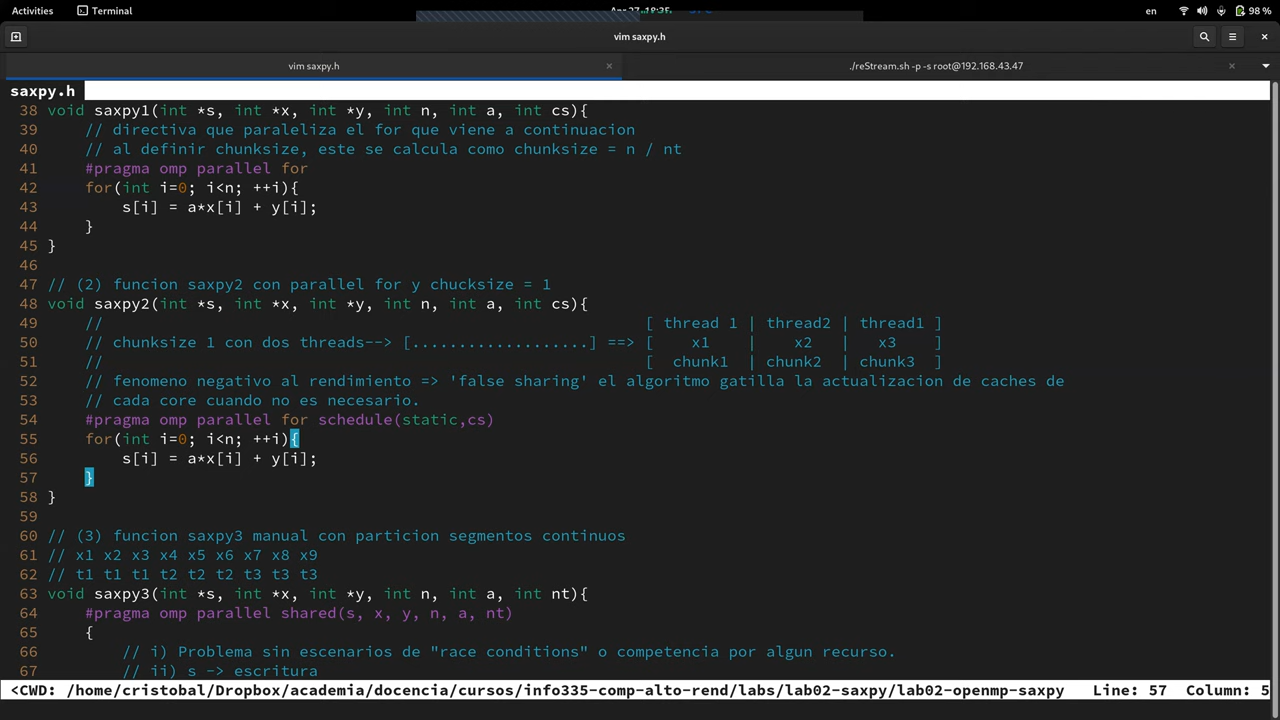 Activities Terminal en 98 %
vim saxpy.h
vim saxpy.h ./reStream.sh -p -s root@192.168.43.47
saxpy.h
38 void saxpy1(int *s, int *x, int *y, int n, int a, int cs){
39 // directiva que paraleliza el for que viene a continuacion
40 // al definir chunksize, este se calcula como chunksize = n / nt
41 #pragma omp parallel for
42 for(int i=0; i<n; ++i){
43 s[i] = a*x[i] + y[i];
44 }
45 }
46
47 // (2) funcion saxpy2 con parallel for y chucksize = 1
48 void saxpy2(int *s, int *x, int *y, int n, int a, int cs){
49 // [ thread 1 | thread2 | thread1 ]
50 // chunksize 1 con dos threads--> [...................] ==> [ x1 | x2 | x3 ]
51 // [ chunk1 | chunk2 | chunk3 ]
52 // fenomeno negativo al rendimiento => 'false sharing' el algoritmo gatilla la actualizacion de caches de
53 // cada core cuando no es necesario.
54 #pragma omp parallel for schedule(static,cs)
55 for(int i=0; i<n; ++i){
56 s[i] = a*x[i] + y[i];
57 }
58 }
59
60 // (3) funcion saxpy3 manual con particion segmentos continuos
61 // x1 x2 x3 x4 x5 x6 x7 x8 x9
62 // t1 t1 t1 t2 t2 t2 t3 t3 t3
63 void saxpy3(int *s, int *x, int *y, int n, int a, int nt){
64 #pragma omp parallel shared(s, x, y, n, a, nt)
65 {
66 // i) Problema sin escenarios de "race conditions" o competencia por algun recurso.
67 // ii) s -> escritura
<CWD: /home/cristobal/Dropbox/academia/docencia/cursos/info335-comp-alto-rend/labs/lab02-saxpy/lab02-openmp-saxpy Line: 57 Column: 5